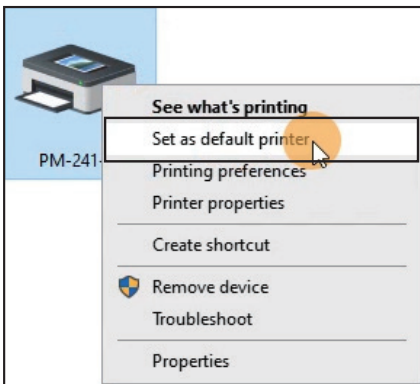 PM-241-
See what's printing
Set as default printer
Printing preferences
Printer properties
Create shortcut
Remove device
Troubleshoot
Properties